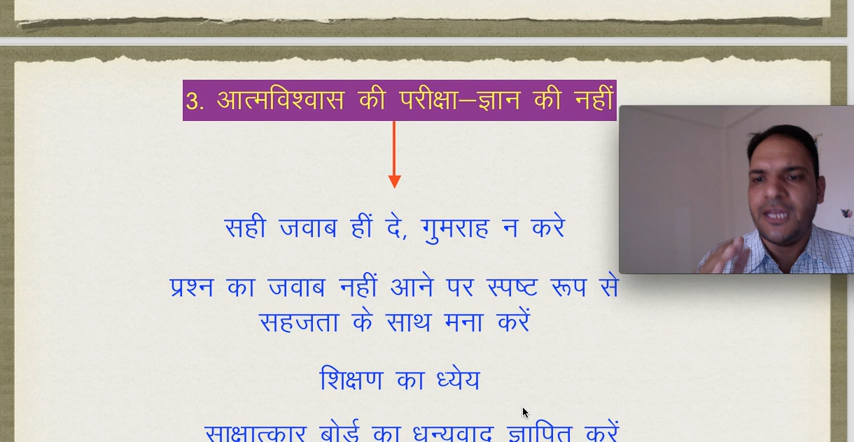 3. आत्मविश्वास की परीक्षा–ज्ञान की नहीं
सही जवाब हीं दे, गुमराह न करे
प्रश्न का जवाब नहीं आने पर स्पष्ट रूप से
सहजता के साथ मना करें
शिक्षण का ध्येय
साक्षात्कार बोर्ड का धन्यवाद ज्ञापित करें